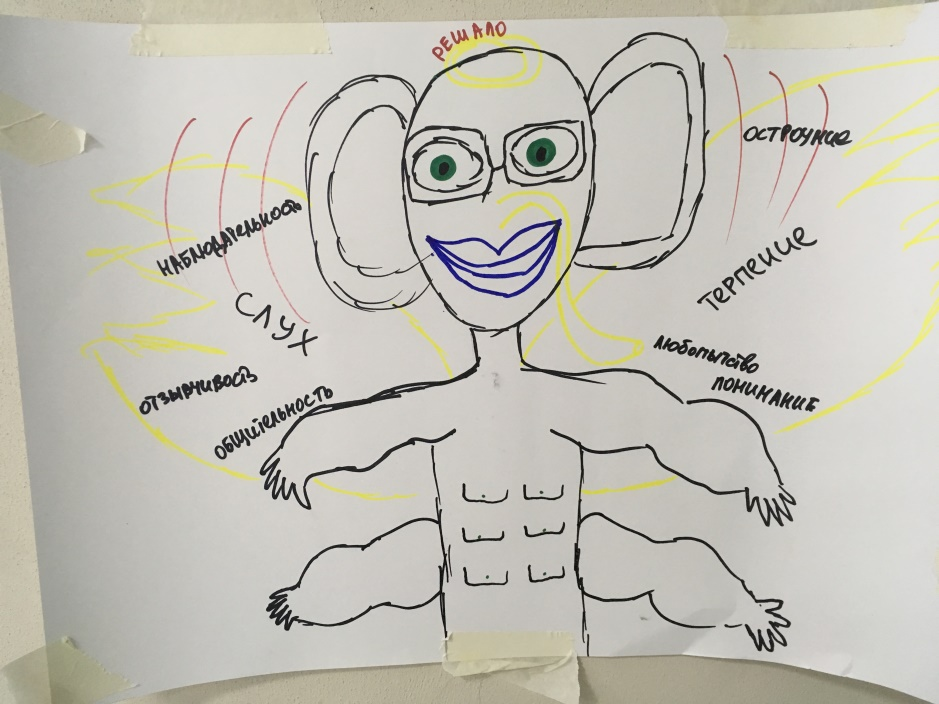 РЕШАЛО
НАБЛЮДАТЕЛЬНОСТЬ
СЛУХ
ОТЗЫВЧИВОСТЬ
ОБЩИТЕЛЬНОСТЬ
ОСТРОУМИЕ
ТЕРПЕНИЕ
ЛЮБОПЫТСТВО
ПОНИМАНИЕ